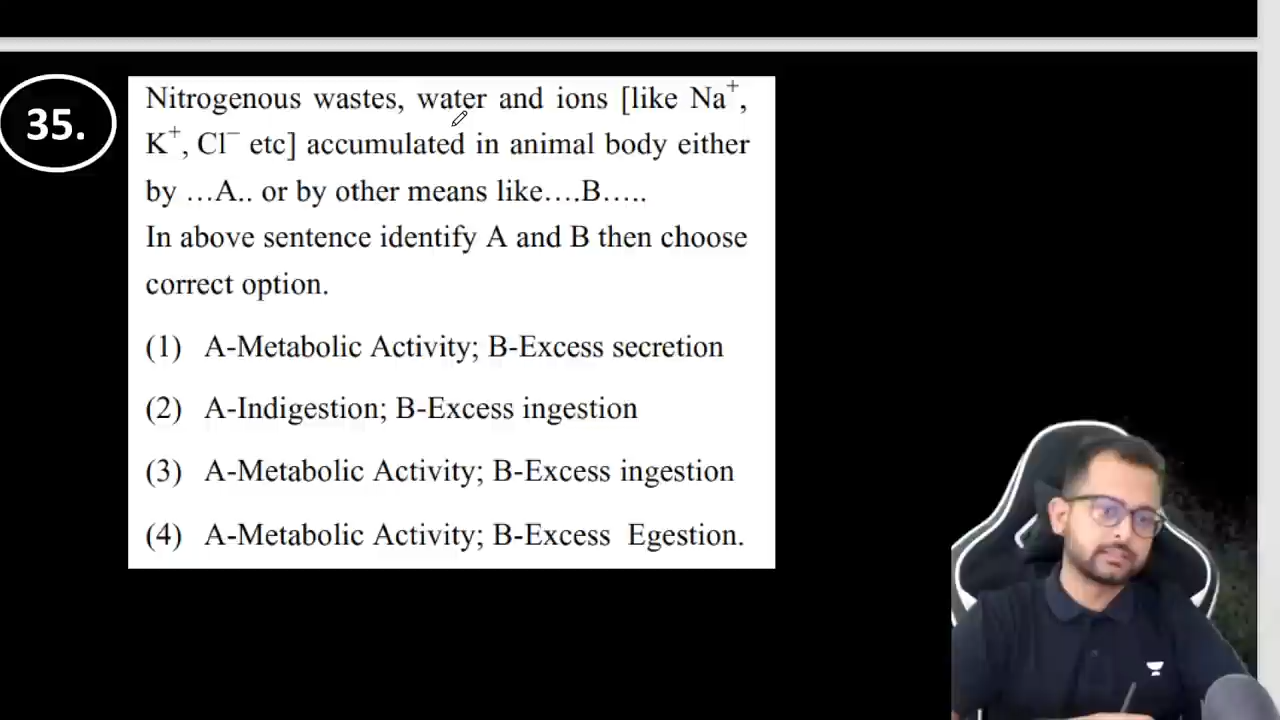 35.
Nitrogenous wastes, water and ions [like Na⁺,
K⁺, Cl⁻ etc] accumulated in animal body either
by ...A.. or by other means like....B.....
In above sentence identify A and B then choose
correct option.
(1) A-Metabolic Activity; B-Excess secretion
(2) A-Indigestion; B-Excess ingestion
(3) A-Metabolic Activity; B-Excess ingestion
(4) A-Metabolic Activity; B-Excess Egestion.